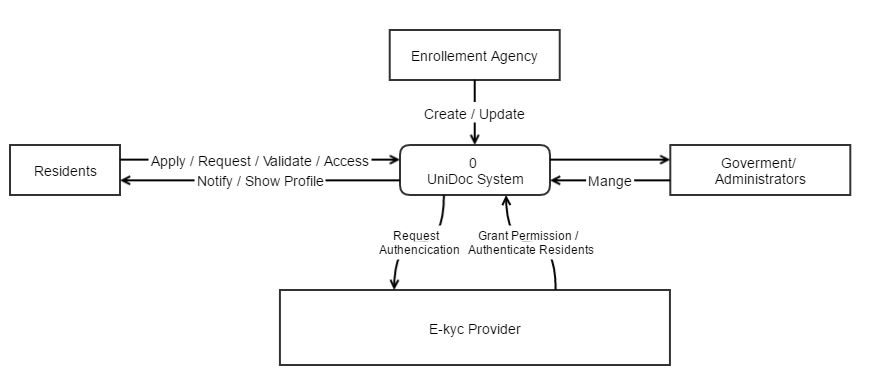 Enrollement Agency
Create / Update
Residents
Apply / Request / Validate / Access
Notify / Show Profile
0
UniDoc System
Mange
Goverment/
Administrators
Request
Authencication
Grant Permission /
Authenticate Residents
E-kyc Provider